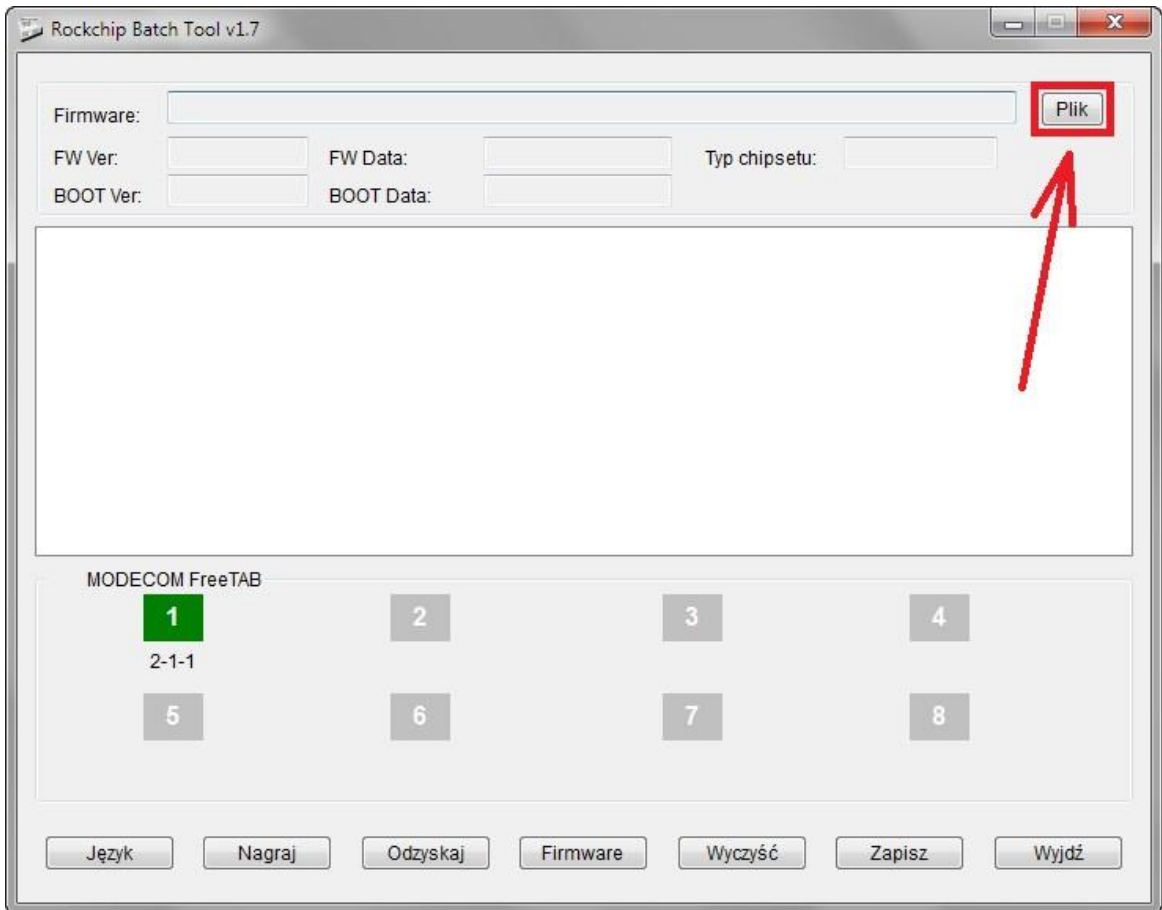 Rockchip Batch Tool v1.7
Firmware:
Plik
FW Ver:
FW Data:
Typ chipsetu:
BOOT Ver:
BOOT Data:
MODECOM FreeTAB
1 2 3 4
2-1-1
5 6 7 8
Język Nagraj Odzyskaj Firmware Wyczyść Zapisz Wyjdź